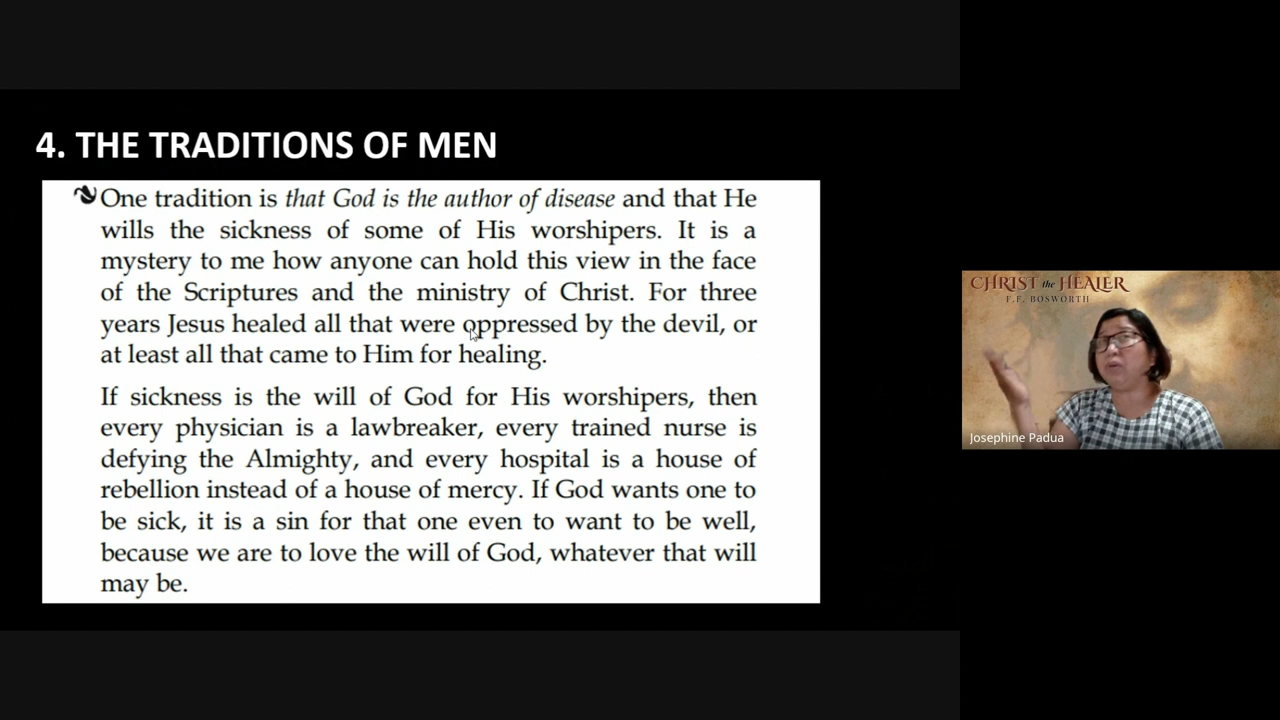 4. THE TRADITIONS OF MEN
One tradition is that God is the author of disease and that He
wills the sickness of some of His worshipers. It is a
mystery to me how anyone can hold this view in the face
of the Scriptures and the ministry of Christ. For three
years Jesus healed all that were oppressed by the devil, or
at least all that came to Him for healing.
If sickness is the will of God for His worshipers, then
every physician is a lawbreaker, every trained nurse is
defying the Almighty, and every hospital is a house of
rebellion instead of a house of mercy. If God wants one to
be sick, it is a sin for that one even to want to be well,
because we are to love the will of God, whatever that will
may be.
CHRIST the HEALER
F.F. BOSWORTH
Josephine Padua